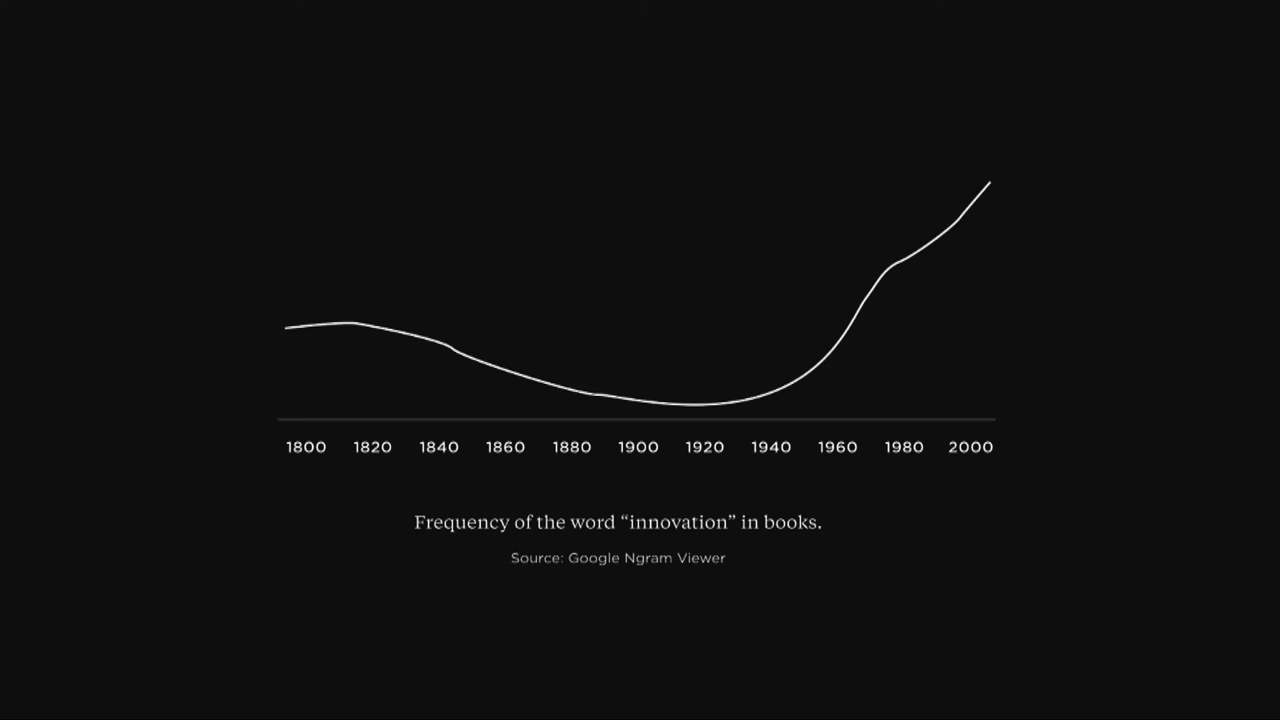 1800 1820 1840 1860 1880 1900 1920 1940 1960 1980 2000
Frequency of the word “innovation” in books.
Source: Google Ngram Viewer